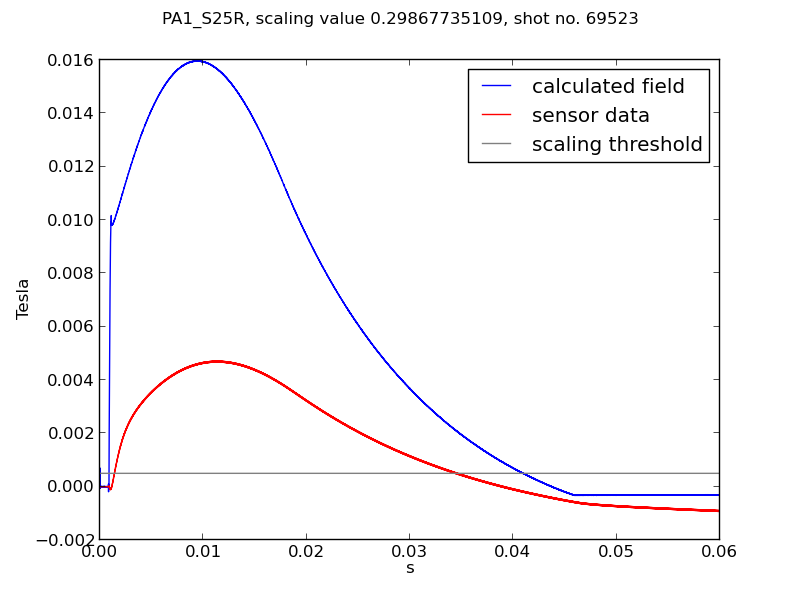 PA1_S25R, scaling value 0.29867735109, shot no. 69523
0.016
0.014
0.012
0.010
0.008
0.006
0.004
0.002
0.000
−0.002
Tesla
calculated field
sensor data
scaling threshold
0.00
0.01
0.02
0.03
0.04
0.05
0.06
s